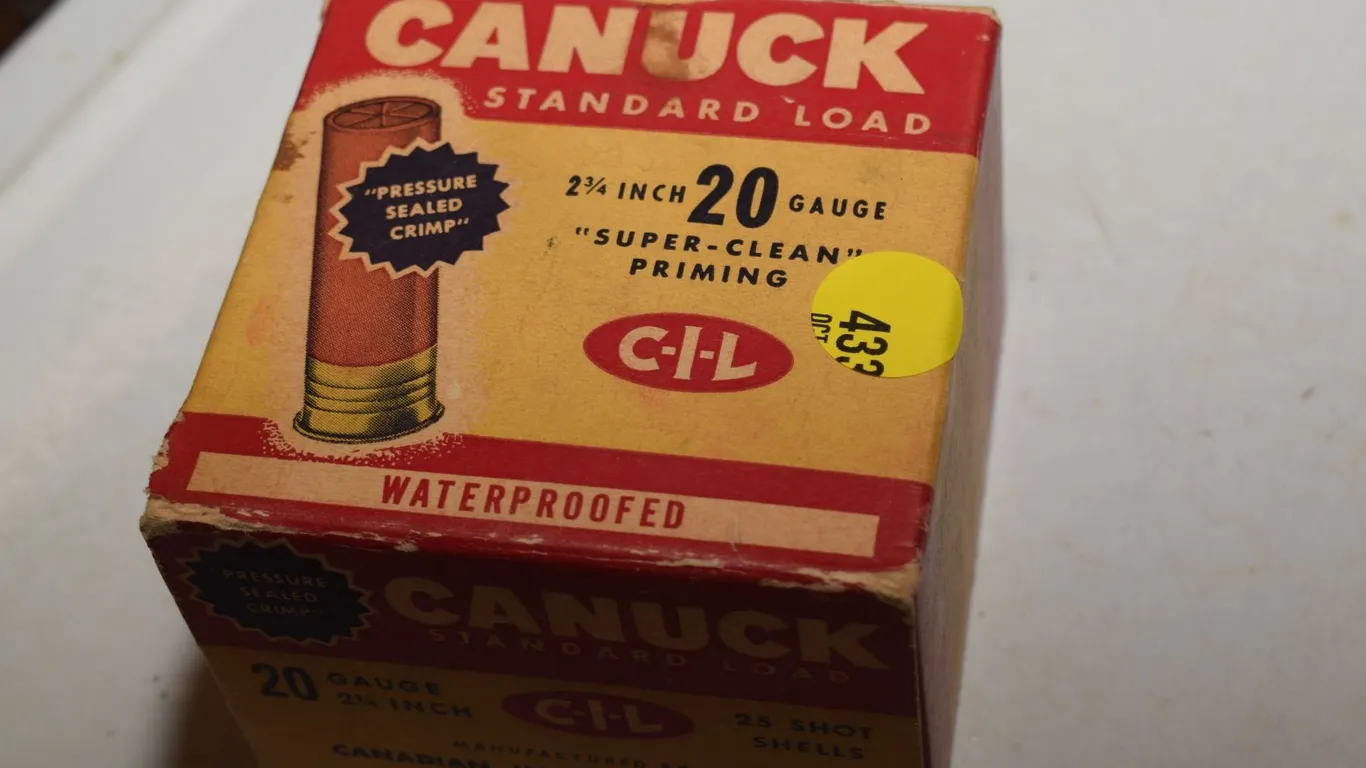 CANUCK
STANDARD LOAD
"PRESSURE
SEALED
CRIMP"
2¾ INCH 20 GAUGE
"SUPER-CLEAN"
PRIMING
C-I-L
433
OCT
WATERPROOFED
"PRESSURE
SEALED
CRIMP"
CANUCK
STANDARD LOAD
20 GAUGE
2¾ INCH
C-I-L
25 SHOT
SHELLS
MANUFACTURED
CANADIAN